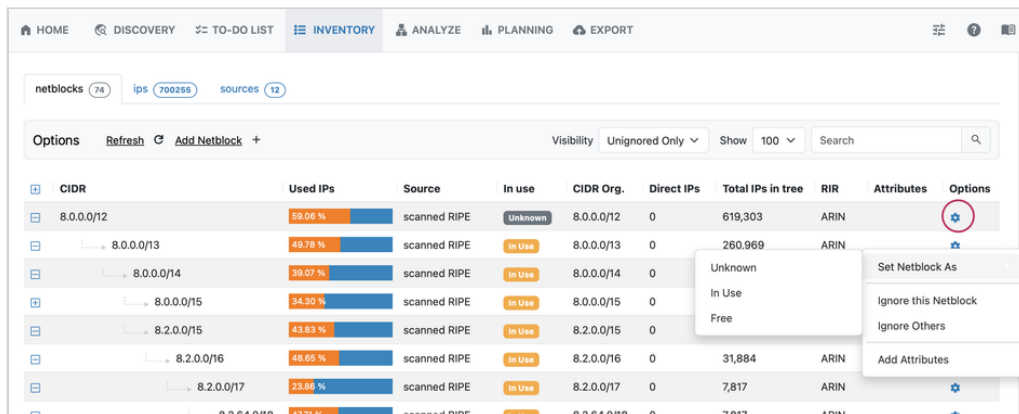 HOME DISCOVERY TO-DO LIST INVENTORY ANALYZE PLANNING EXPORT
netblocks 74 ips 700255 sources 12
Options Refresh Add Netblock + Visibility Unignored Only Show 100 Search
CIDR Used IPs Source In use CIDR Org. Direct IPs Total IPs in tree RIR Attributes Options
8.0.0.0/12 59.06 % scanned RIPE Unknown 8.0.0.0/12 0 619,303 ARIN
8.0.0.0/13 49.78 % scanned RIPE In Use 8.0.0.0/13 0 260,969 ARIN
8.0.0.0/14 39.07 % scanned RIPE In Use 8.0.0.0/14 0
8.0.0.0/15 34.30 % scanned RIPE In Use 8.0.0.0/15 0
8.2.0.0/15 43.83 % scanned RIPE In Use 8.2.0.0/15 0
8.2.0.0/16 48.65 % scanned RIPE In Use 8.2.0.0/16 0 31,884 ARIN
8.2.0.0/17 23.86 % scanned RIPE In Use 8.2.0.0/17 0 7,817 ARIN
Unknown
In Use
Free
Set Netblock As
Ignore this Netblock
Ignore Others
Add Attributes